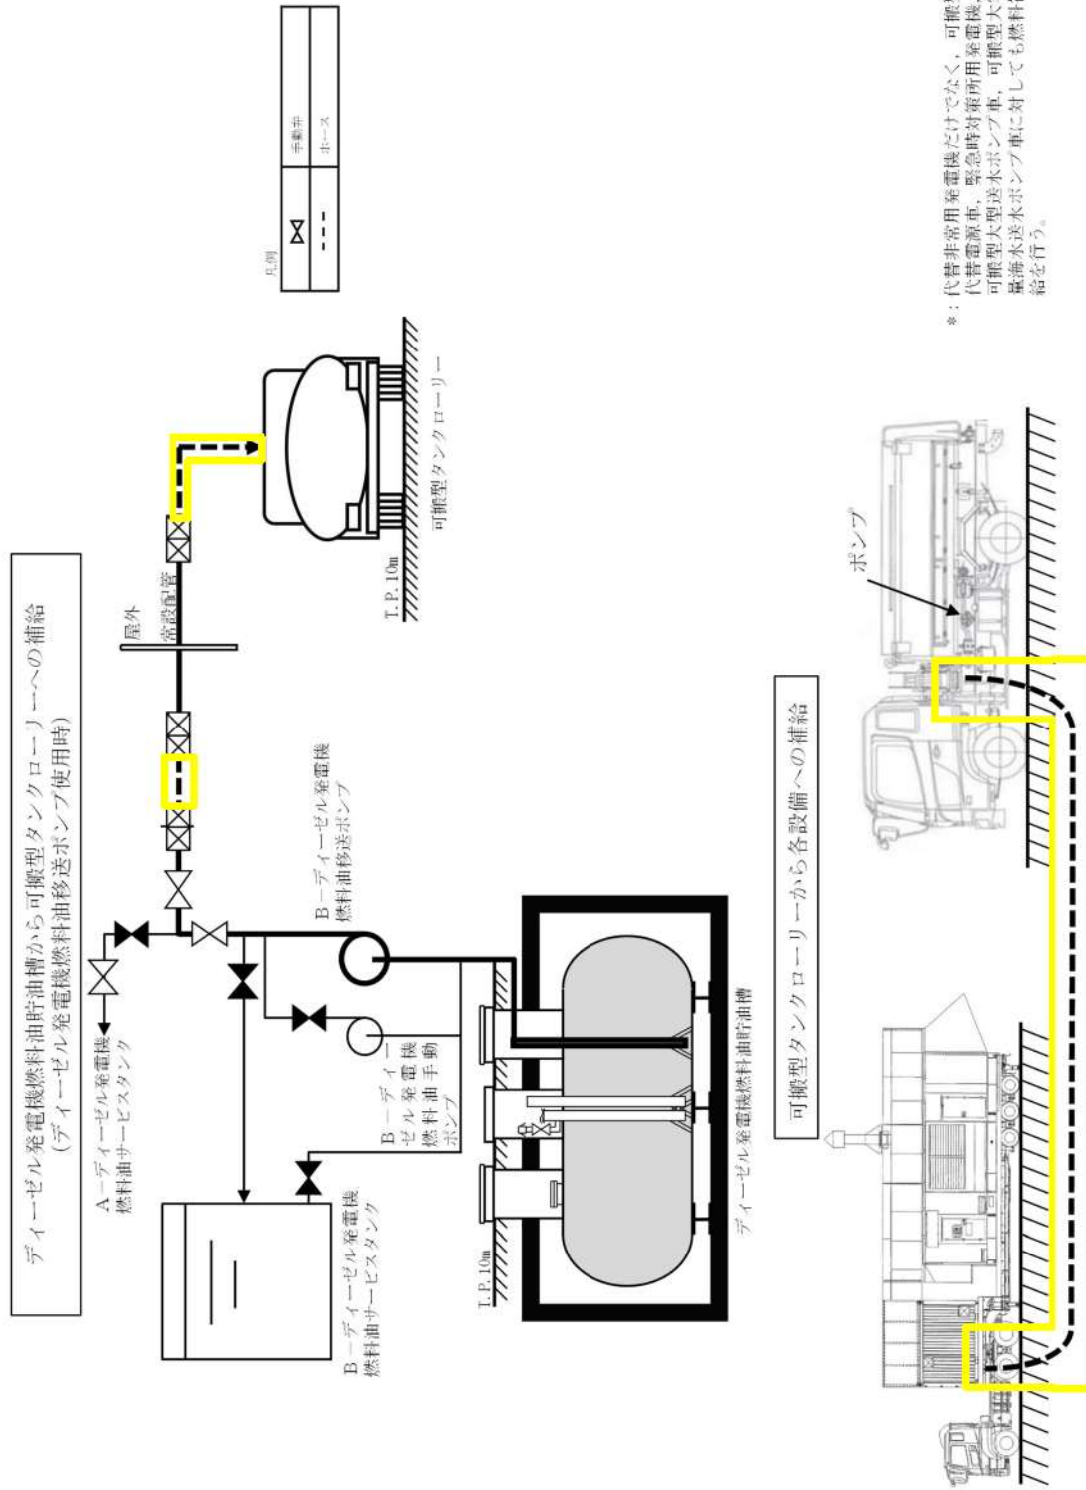 ディーゼル発電機燃料油貯油槽から可搬型タンクローリーへの補給
(ディーゼル発電機燃料油移送ポンプ使用時)
A－ディーゼル発電機
燃料油サービスタンク
屋外
常設配管
凡例
手動弁
ホース
B－ディーゼル発電機
燃料油移送ポンプ
T.P.10m
可搬型タンクローリー
B－ディー
ゼル発電機
燃料油手動
ポンプ
B－ディーゼル発電機
燃料油サービスタンク
T.P.10m
ディーゼル発電機燃料油貯油槽
可搬型タンクローリーから各設備への補給
ポンプ
＊：代替非常用発電機だけでなく，可搬
代替電源車，緊急時対策所用発電機，
可搬型大型送水ポンプ車，可搬型大
量海水送水ポンプ車に対しても燃料
給を行う。